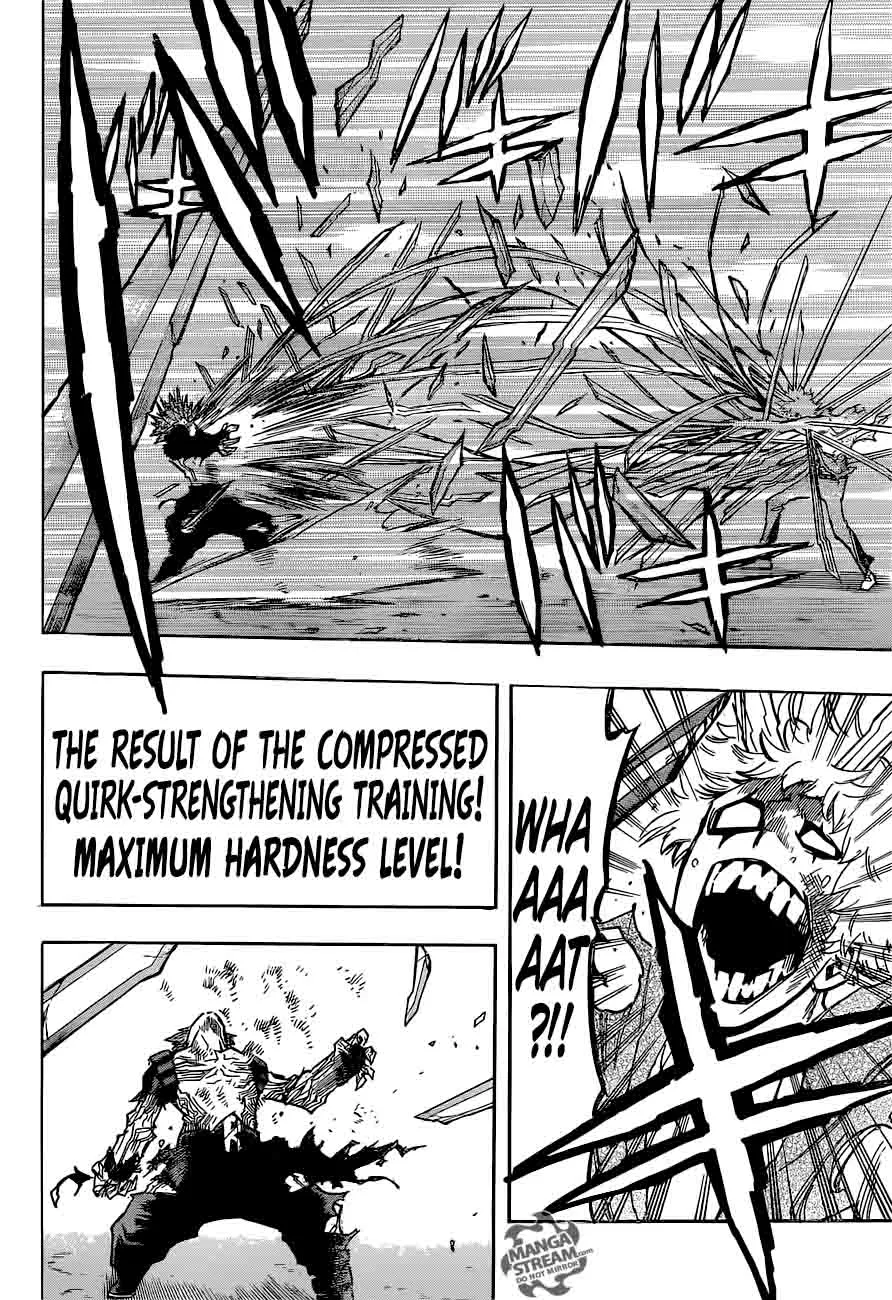 THE RESULT OF THE COMPRESSED
QUIRK-STRENGTHENING TRAINING!
MAXIMUM HARDNESS LEVEL!
WHA
AAA
AAT
?!!
MANGA
STREAM.com
DO NOT MIRROR